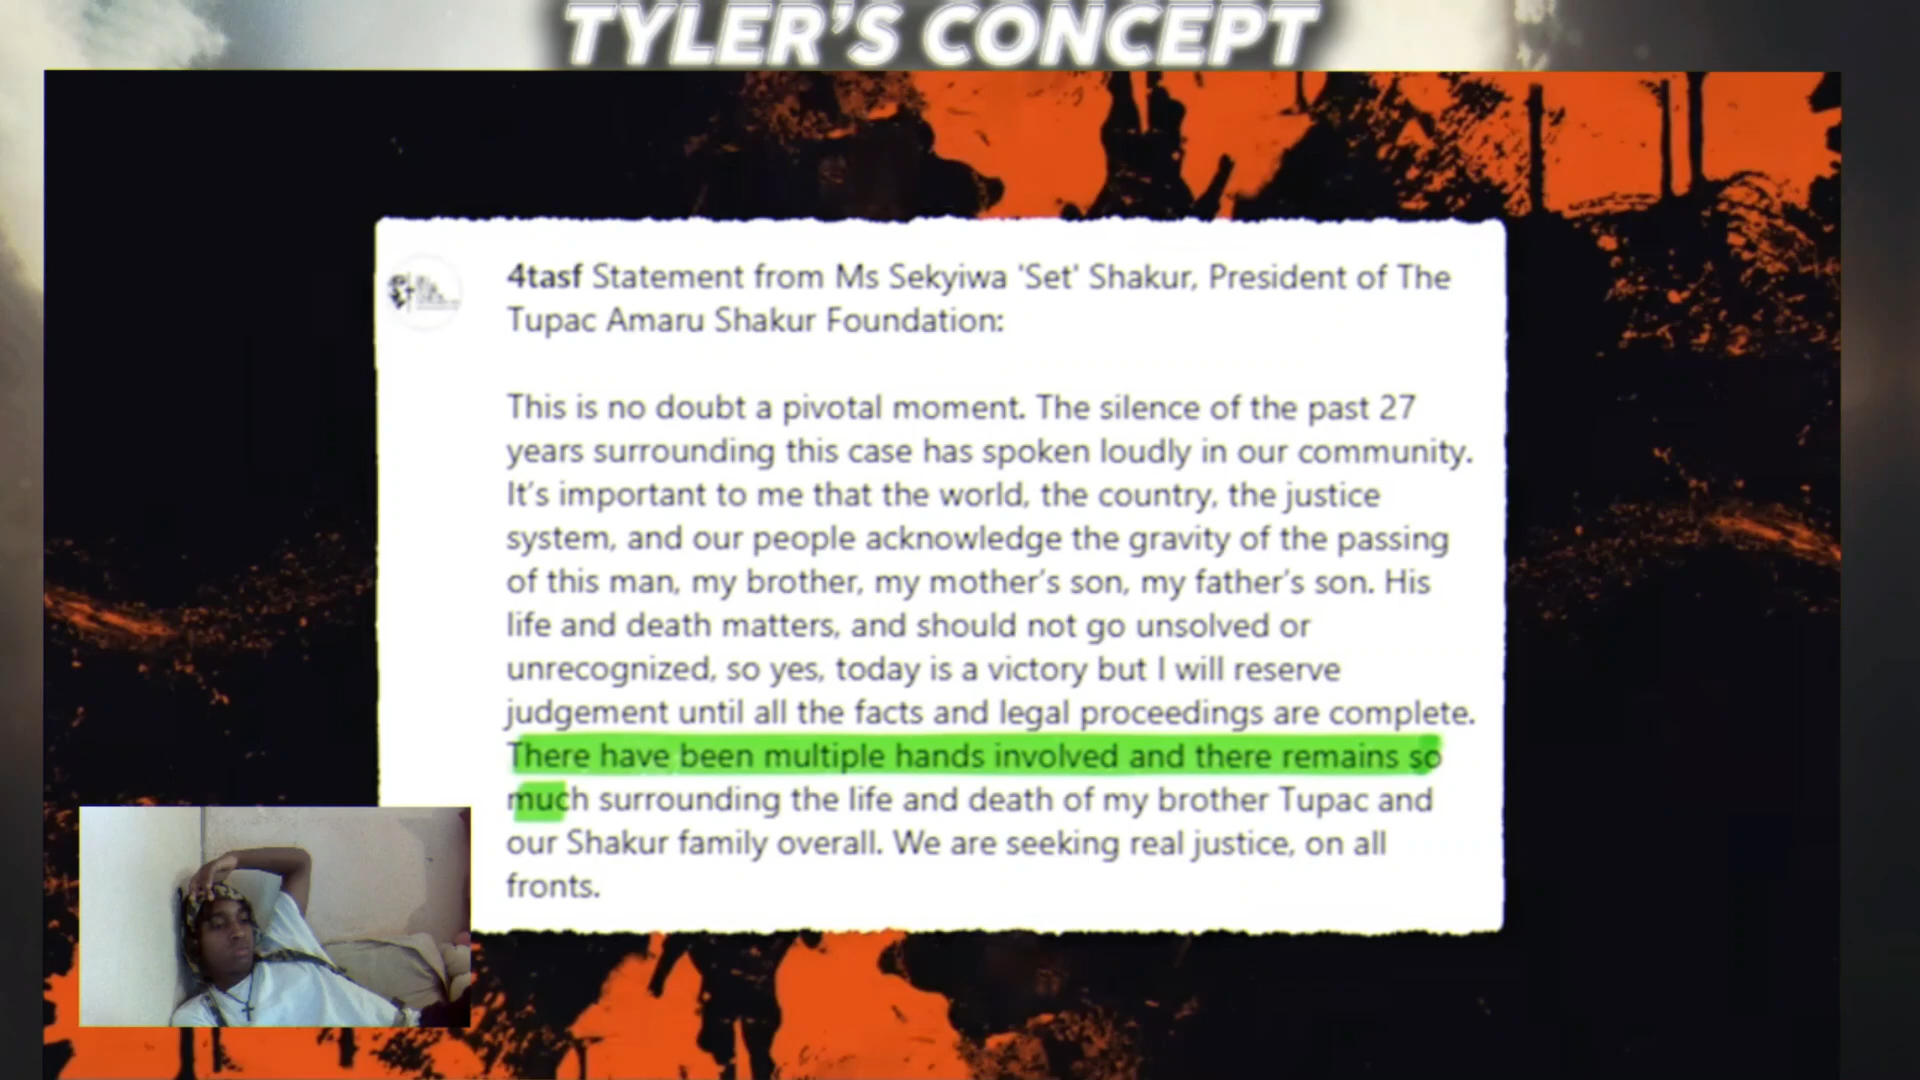 TYLER'S CONCEPT
4tasf Statement from Ms Sekyiwa 'Set' Shakur, President of The
Tupac Amaru Shakur Foundation:
This is no doubt a pivotal moment. The silence of the past 27
years surrounding this case has spoken loudly in our community.
It's important to me that the world, the country, the justice
system, and our people acknowledge the gravity of the passing
of this man, my brother, my mother's son, my father's son. His
life and death matters, and should not go unsolved or
unrecognized, so yes, today is a victory but I will reserve
judgement until all the facts and legal proceedings are complete.
There have been multiple hands involved and there remains so
much surrounding the life and death of my brother Tupac and
our Shakur family overall. We are seeking real justice, on all
fronts.